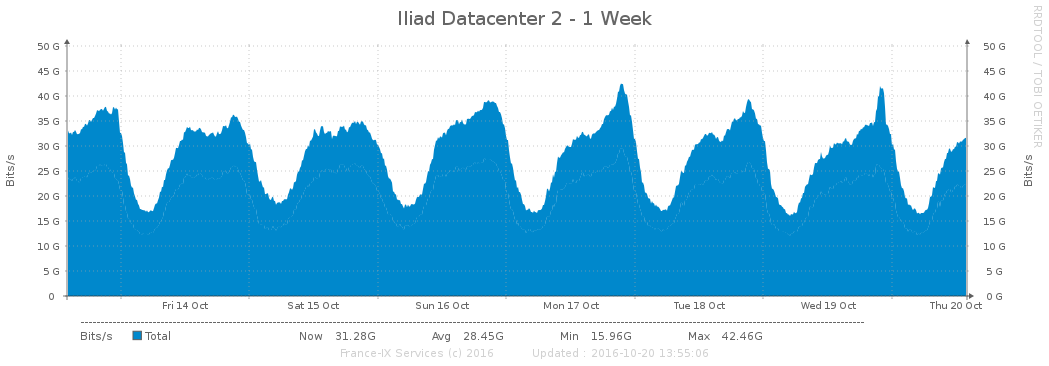 Iliad Datacenter 2 - 1 Week
RRDTOOL / TOBI OETIKER
50 G 50 G
45 G 45 G
40 G 40 G
35 G 35 G
30 G 30 G
25 G 25 G
20 G 20 G
15 G 15 G
10 G 10 G
5 G 5 G
0 0 G
Bits/s
Bits/s
Fri 14 Oct Sat 15 Oct Sun 16 Oct Mon 17 Oct Tue 18 Oct Wed 19 Oct Thu 20 Oct
Bits/s Total Now 31.28G Avg 28.45G Min 15.96G Max 42.46G
France-IX Services (c) 2016 Updated : 2016-10-20 13:55:06